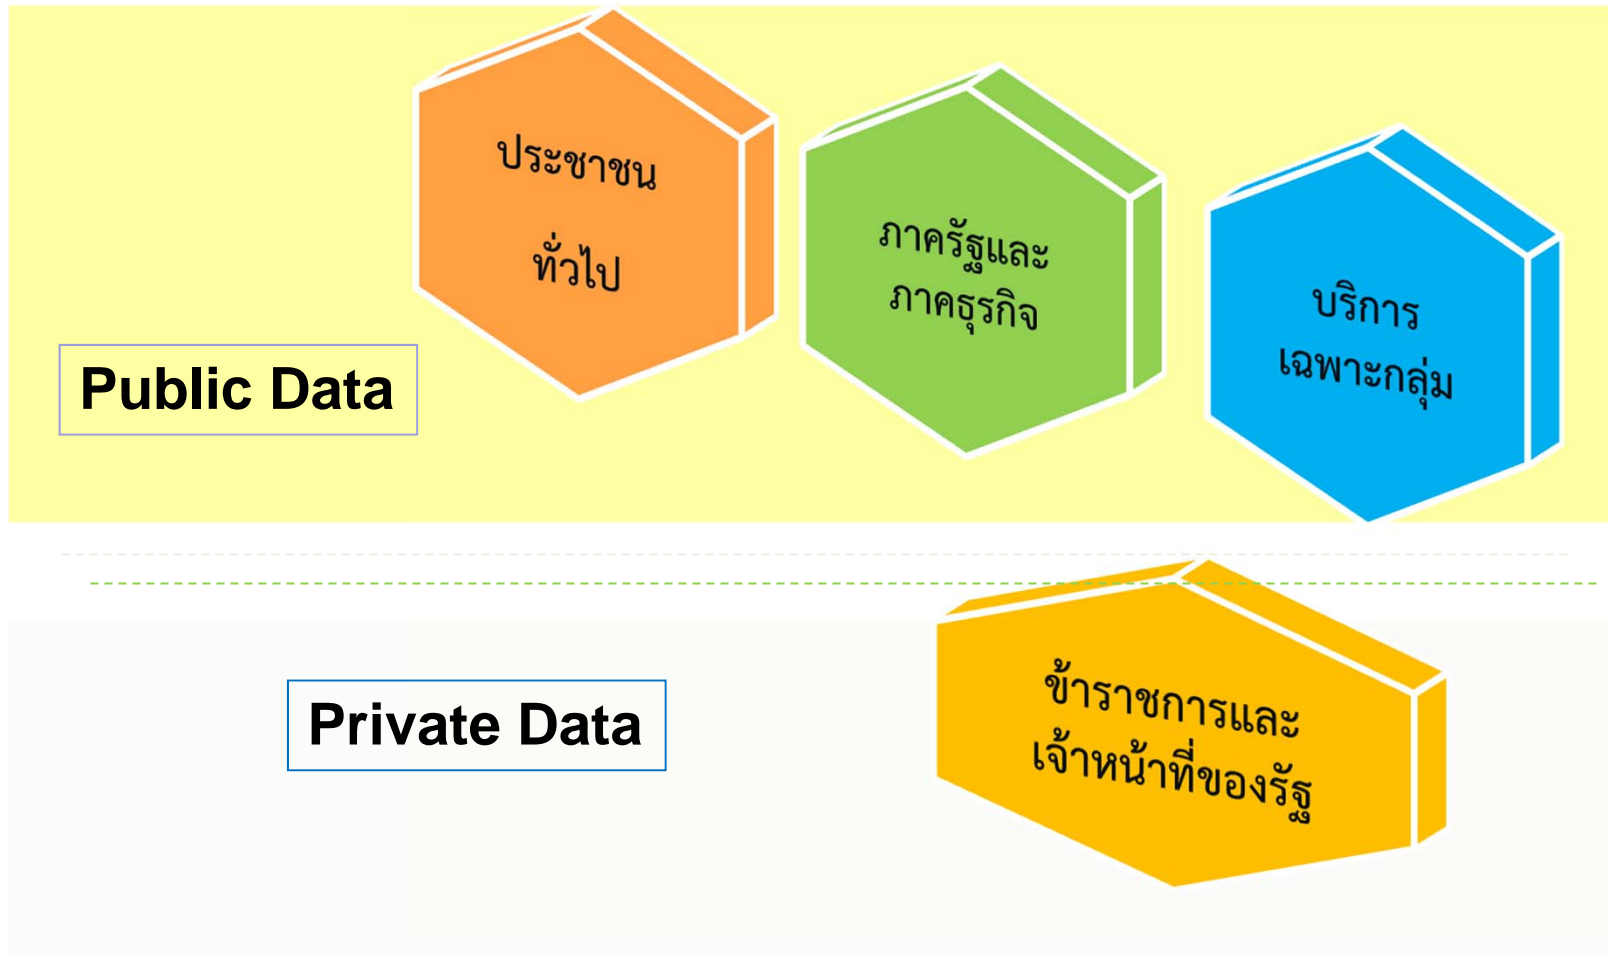 ประชาชน
ทั่วไป
ภาครัฐและ
ภาคธุรกิจ
บริการ
เฉพาะกลุ่ม
Public Data
Private Data
ข้าราชการและ
เจ้าหน้าที่ของรัฐ